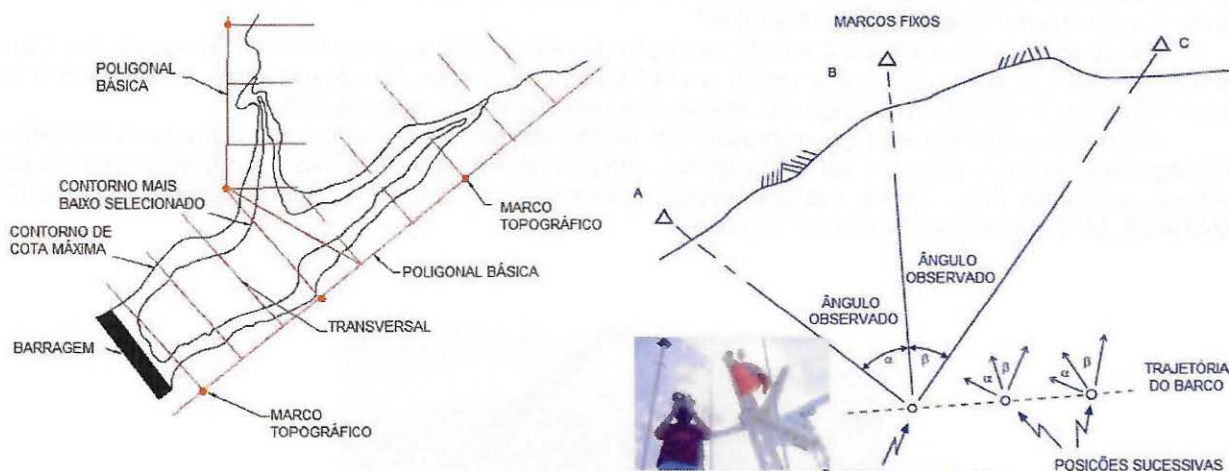 POLIGONAL
BÁSICA
CONTORNO MAIS
BAIXO SELECIONADO
CONTORNO DE
COTA MÁXIMA
BARRAGEM
MARCO
TOPOGRÁFICO
POLIGONAL BÁSICA
TRANSVERSAL
MARCO
TOPOGRÁFICO
MARCOS FIXOS
A
B
C
ÂNGULO
OBSERVADO
ÂNGULO
OBSERVADO
α
β
α
β
α
β
TRAJETÓRIA
DO BARCO
POSIÇÕES SUCESSIVAS